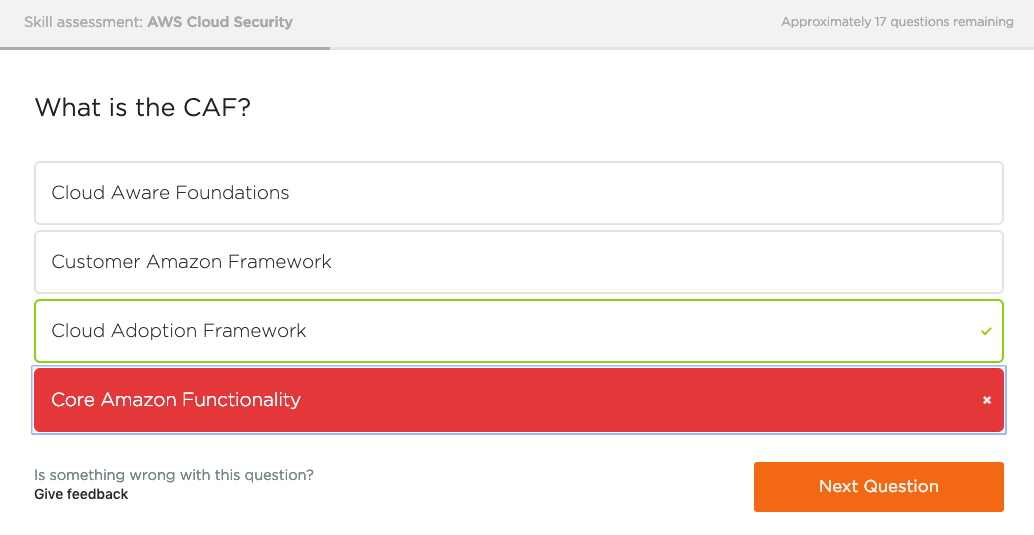 Skill assessment: AWS Cloud Security
Approximately 17 questions remaining
What is the CAF?
Cloud Aware Foundations
Customer Amazon Framework
Cloud Adoption Framework
Core Amazon Functionality
Is something wrong with this question?
Give feedback
Next Question